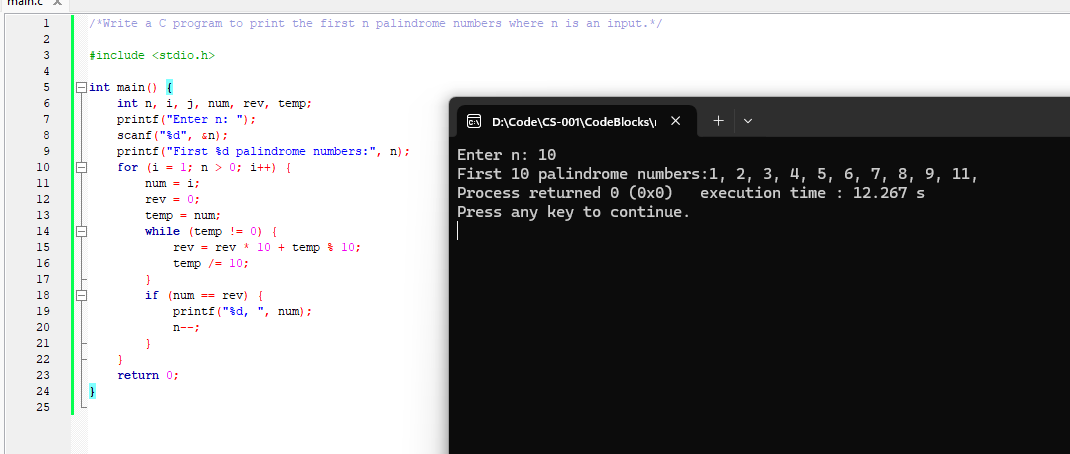 main.c X
1 /*Write a C program to print the first n palindrome numbers where n is an input.*/
2
3 #include <stdio.h>
4
5 int main() {
6 int n, i, j, num, rev, temp;
7 printf("Enter n: ");
8 scanf("%d", &n);
9 printf("First %d palindrome numbers:", n);
10 for (i = 1; n > 0; i++) {
11 num = i;
12 rev = 0;
13 temp = num;
14 while (temp != 0) {
15 rev = rev * 10 + temp % 10;
16 temp /= 10;
17 }
18 if (num == rev) {
19 printf("%d, ", num);
20 n--;
21 }
22 }
23 return 0;
24 }
25
D:\Code\CS-001\CodeBlocks\
Enter n: 10
First 10 palindrome numbers:1, 2, 3, 4, 5, 6, 7, 8, 9, 11,
Process returned 0 (0x0) execution time : 12.267 s
Press any key to continue.